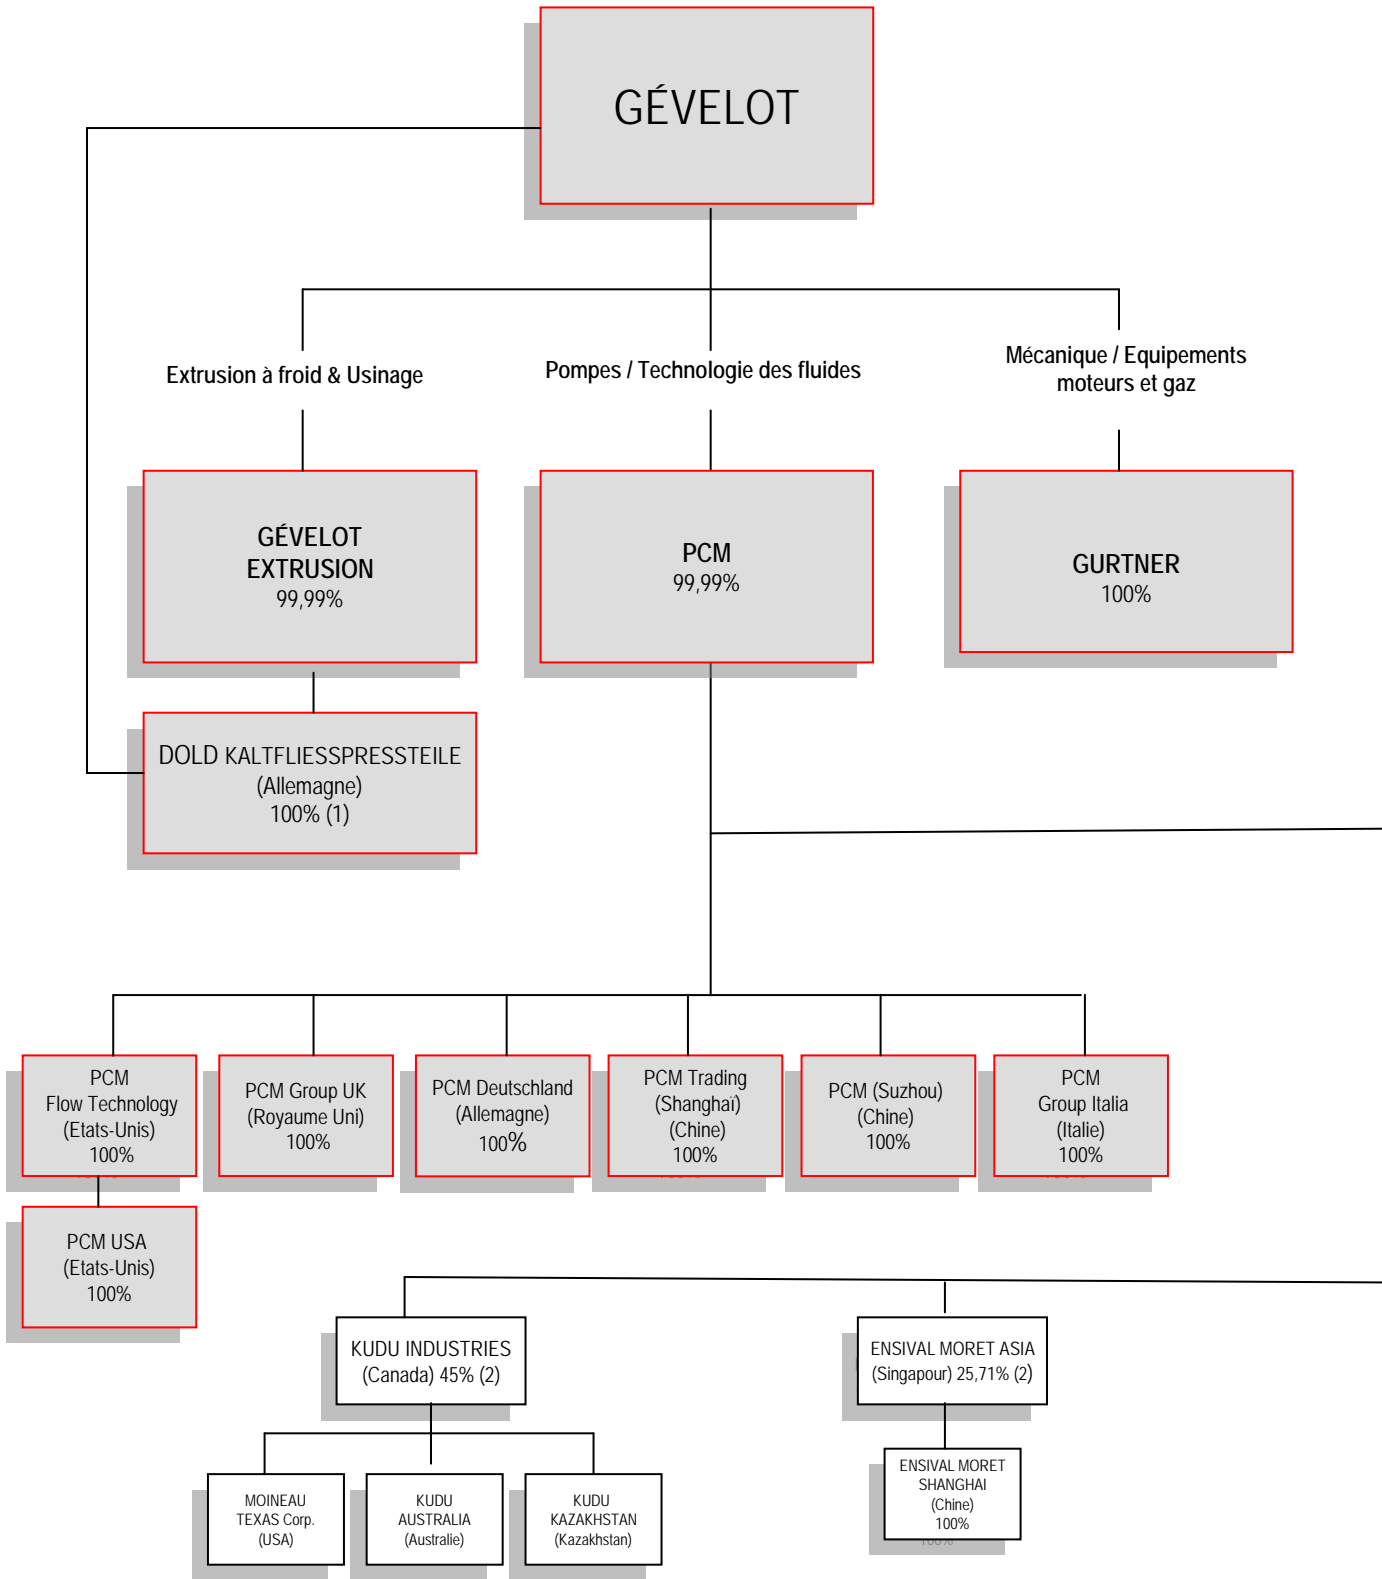 GÉVELOT
Extrusion à froid & Usinage
Pompes / Technologie des fluides
Mécanique / Equipements
moteurs et gaz
GÉVELOT
EXTRUSION
99,99%
PCM
99,99%
GURTNER
100%
DOLD KALTFLIESSPRESSTEILE
(Allemagne)
100% (1)
PCM
Flow Technology
(Etats-Unis)
100%
PCM Group UK
(Royaume Uni)
100%
PCM Deutschland
(Allemagne)
100%
PCM Trading
(Shanghaï)
(Chine)
100%
PCM (Suzhou)
(Chine)
100%
PCM
Group Italia
(Italie)
100%
PCM USA
(Etats-Unis)
100%
KUDU INDUSTRIES
(Canada) 45% (2)
ENSIVAL MORET ASIA
(Singapour) 25,71% (2)
MOINEAU
TEXAS Corp.
(USA)
KUDU
AUSTRALIA
(Australie)
KUDU
KAZAKHSTAN
(Kazakhstan)
ENSIVAL MORET
SHANGHAI
(Chine)
100%